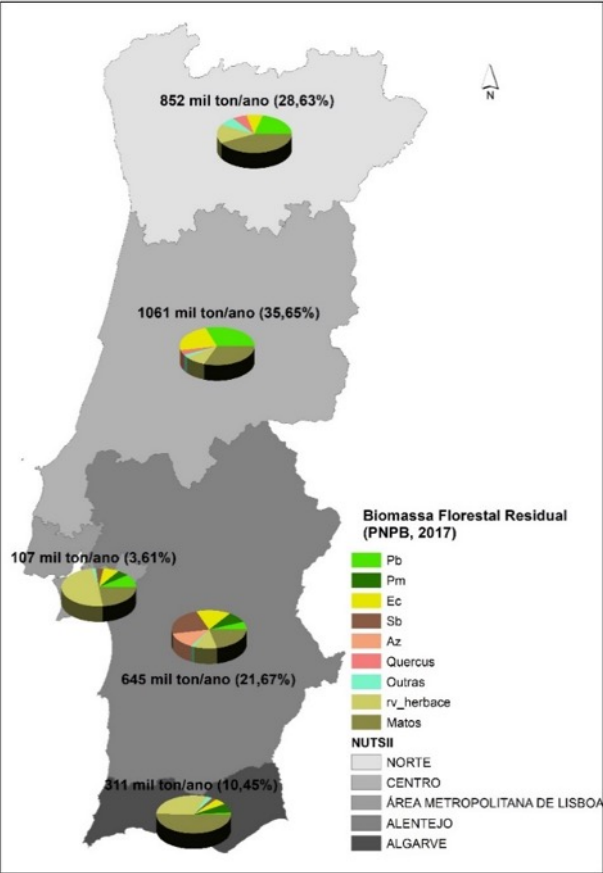 N
852 mil ton/ano (28,63%)
1061 mil ton/ano (35,65%)
107 mil ton/ano (3,61%)
645 mil ton/ano (21,67%)
311 mil ton/ano (10,45%)
Biomassa Florestal Residual
(PNPB, 2017)
Pb
Pm
Ec
Sb
Az
Quercus
Outras
rv_herbace
Matos
NUTSII
NORTE
CENTRO
ÁREA METROPOLITANA DE LISBOA
ALENTEJO
ALGARVE